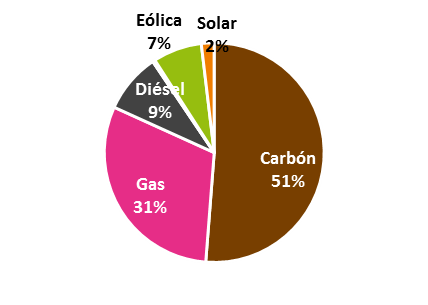 Eólica
7%
Solar
2%
Diésel
9%
Carbón
51%
Gas
31%